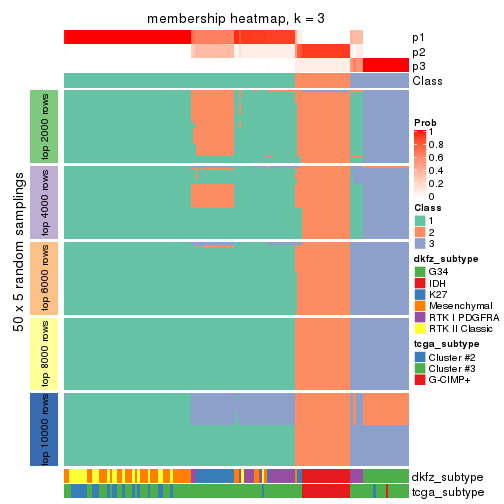 membership heatmap, k = 3
p1
p2
p3
Class
50 x 5 random samplings
top 2000 rows
top 4000 rows
top 6000 rows
top 8000 rows
top 10000 rows
dkfz_subtype
tcga_subtype
Prob
1
0.8
0.6
0.4
0.2
0
Class
1
2
3
dkfz_subtype
G34
IDH
K27
Mesenchymal
RTK I PDGFRA
RTK II Classic
tcga_subtype
Cluster #2
Cluster #3
G-CIMP+